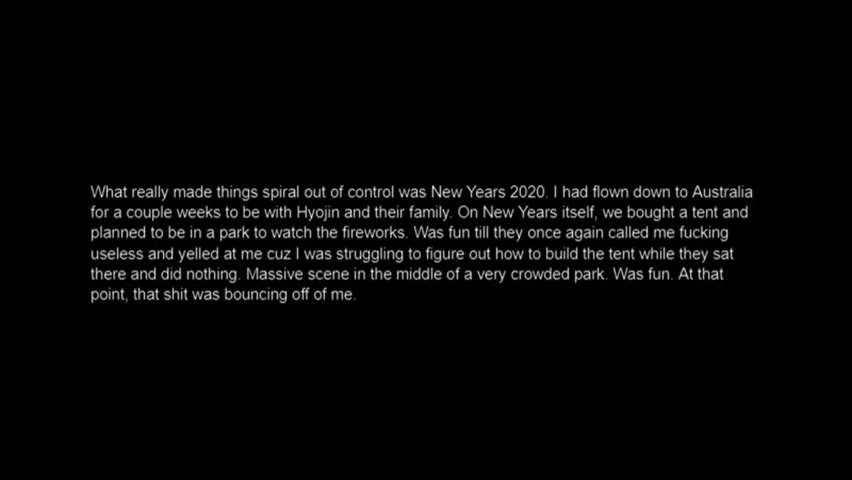 What really made things spiral out of control was New Years 2020. I had flown down to Australia
for a couple weeks to be with Hyojin and their family. On New Years itself, we bought a tent and
planned to be in a park to watch the fireworks. Was fun till they once again called me fucking
useless and yelled at me cuz I was struggling to figure out how to build the tent while they sat
there and did nothing. Massive scene in the middle of a very crowded park. Was fun. At that
point, that shit was bouncing off of me.